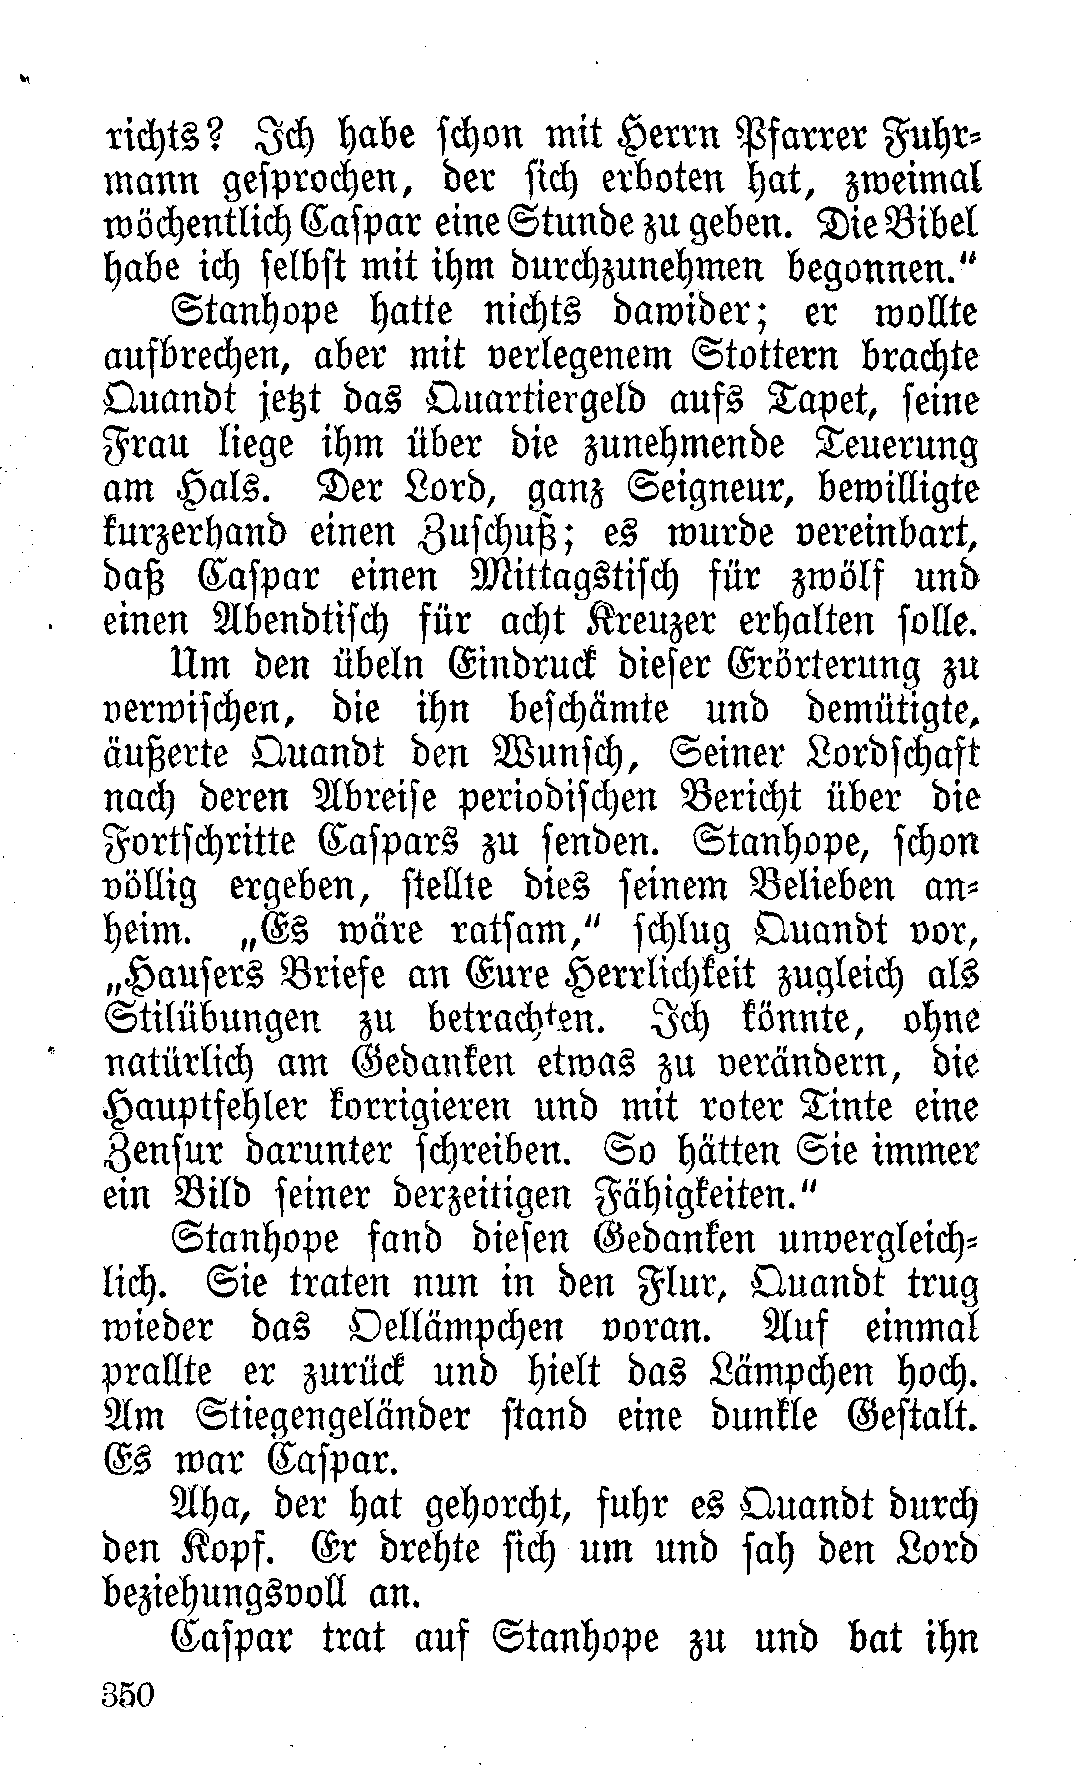 richts? Ich habe schon mit Herrn Pfarrer Fuhr-
mann gesprochen, der sich erboten hat, zweimal
wöchentlich Caspar eine Stunde zu geben. Die Bibel
habe ich selbst mit ihm durchzunehmen begonnen."
Stanhope hatte nichts dawider; er wollte
aufbrechen, aber mit verlegenem Stottern brachte
Quandt jetzt das Quartiergeld aufs Tapet, seine
Frau liege ihm über die zunehmende Teuerung
am Hals. Der Lord, ganz Seigneur, bewilligte
kurzerhand einen Zuschuß; es wurde vereinbart,
daß Caspar einen Mittagstisch für zwölf und
einen Abendtisch für acht Kreuzer erhalten solle.
Um den übeln Eindruck dieser Erörterung zu
verwischen, die ihn beschämte und demütigte,
äußerte Quandt den Wunsch, Seiner Lordschaft
nach deren Abreise periodischen Bericht über die
Fortschritte Caspars zu senden. Stanhope, schon
völlig ergeben, stellte dies seinem Belieben an-
heim. „Es wäre ratsam," schlug Quandt vor,
„Hausers Briefe an Eure Herrlichkeit zugleich als
Stilübungen zu betrachten. Ich könnte, ohne
natürlich am Gedanken etwas zu verändern, die
Hauptfehler korrigieren und mit roter Tinte eine
Zensur darunter schreiben. So hätten Sie immer
ein Bild seiner derzeitigen Fähigkeiten."
Stanhope fand diesen Gedanken unvergleich-
lich. Sie traten nun in den Flur, Quandt trug
wieder das Oellämpchen voran. Auf einmal
prallte er zurück und hielt das Lämpchen hoch.
Am Stiegengeländer stand eine dunkle Gestalt.
Es war Caspar.
Aha, der hat gehorcht, fuhr es Quandt durch
den Kopf. Er drehte sich um und sah den Lord
beziehungsvoll an.
Caspar trat auf Stanhope zu und bat ihn
350